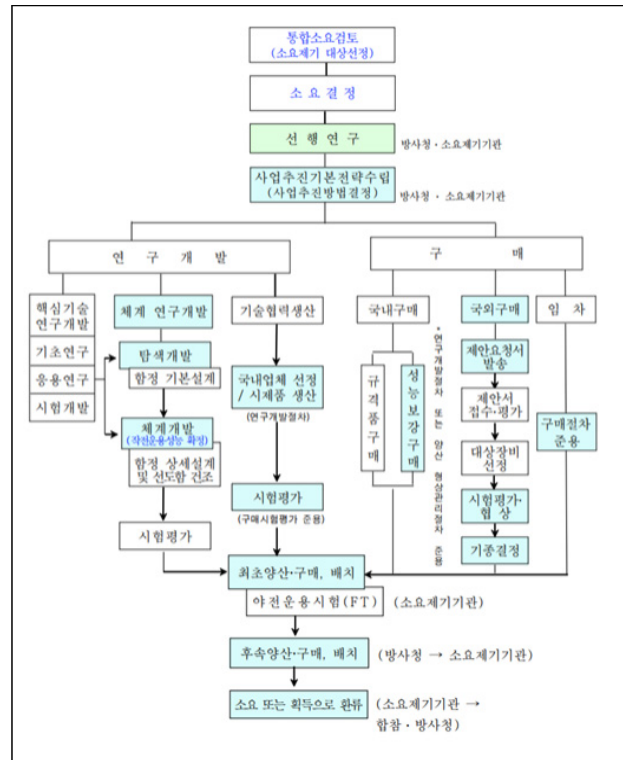 통합소요검토
(소요제기 대상선정)
소 요 결 정
선 행 연 구
방사청·소요제기기관
사업추진기본전략수립
(사업추진방법결정)
방사청 · 소요제기기관
연 구 개 발
구 매
핵심기술
연구개발
기초연구
응용연구
시험개발
체계 연구개발
탐색개발
함정 기본설계
체계개발
(작전운용성능 확정)
함정 상세설계
및 선도함 건조
시험평가
기술협력생산
국내업체 선정
/ 시제품 생산
(연구개발절차)
시험평가
(구매시험평가 준용)
국내구매
규격품구매
성능보강구매
*연구개발절차 또는 양산 형상관리절차 준용
국외구매
제안요청서
발송
제안서
접수·평가
대상장비
선정
시험평가·
협 상
기종결정
임 차
구매절차
준용
최초양산·구매, 배치
야전운용시험(FT)
(소요제기기관)
후속양산·구매, 배치
(방사청 → 소요제기기관)
소요 또는 획득으로 환류
(소요제기기관 →
합참·방사청)